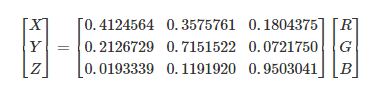 [X] [0.4124564 0.3575761 0.1804375] [R]
[Y] = [0.2126729 0.7151522 0.0721750] [G]
[Z] [0.0193339 0.1191920 0.9503041] [B]